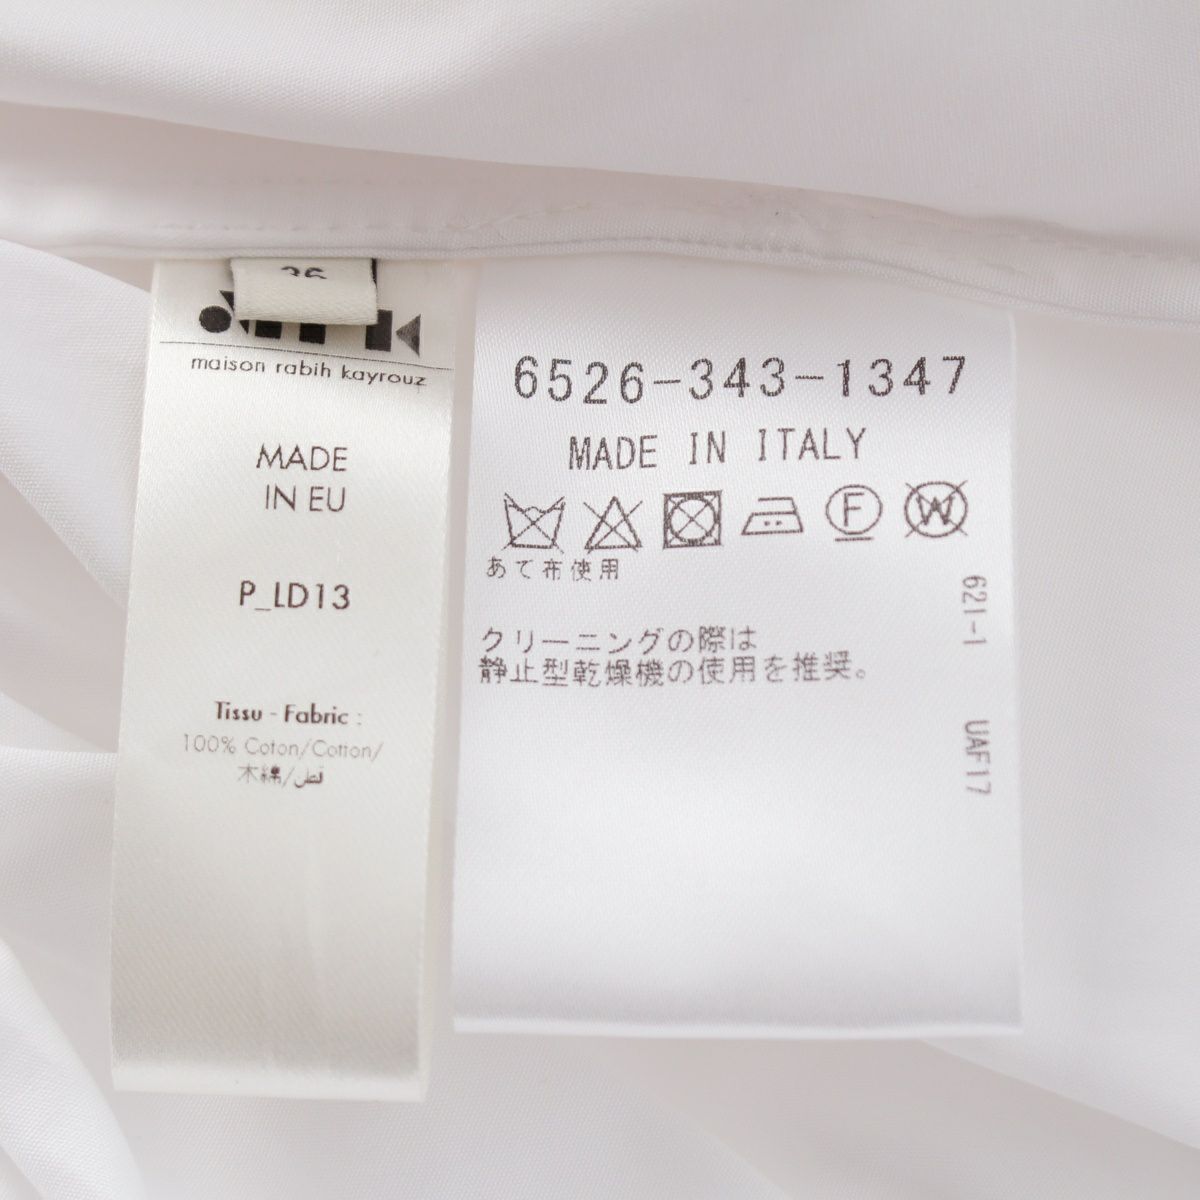 36
maison rabih kayrouz
MADE
IN EU
P_LD13
Tissu - Fabric :
100% Coton/Cotton/
木綿/قطن
6526-343-1347
MADE IN ITALY
F W
あて布使用
クリーニングの際は
静止型乾燥機の使用を推奨。
621-1
UAF17